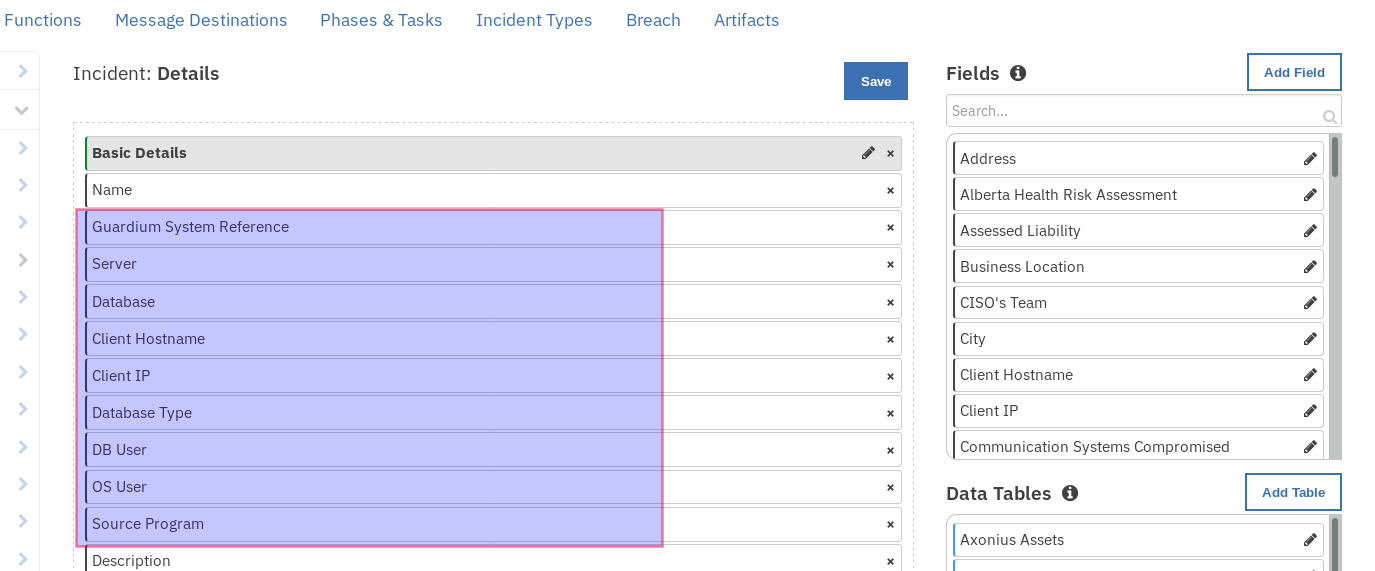 Functions Message Destinations Phases & Tasks Incident Types Breach Artifacts
Incident: Details
Save
Basic Details
Name
Guardium System Reference
Server
Database
Client Hostname
Client IP
Database Type
DB User
OS User
Source Program
Description
Fields
Add Field
Search...
Address
Alberta Health Risk Assessment
Assessed Liability
Business Location
CISO's Team
City
Client Hostname
Client IP
Communication Systems Compromised
Data Tables
Add Table
Axonius Assets